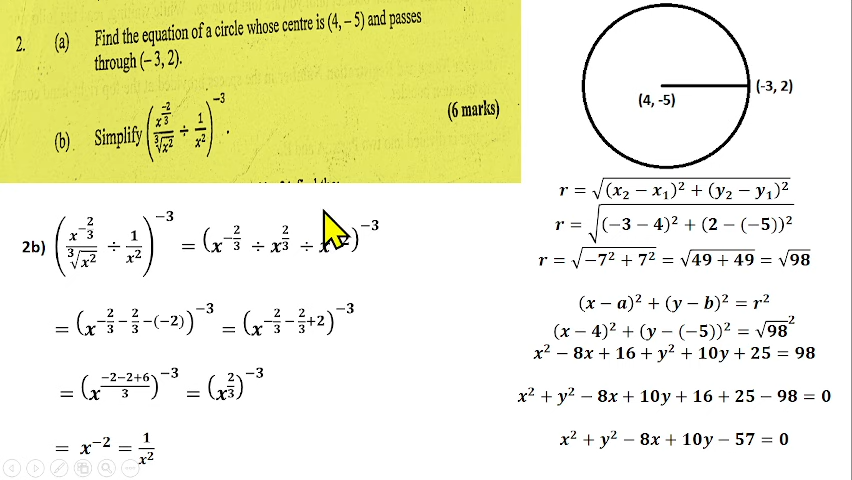 2. (a) Find the equation of a circle whose centre is (4, – 5) and passes
through (– 3, 2).
(b) Simplify (x^(-2/3)/∛x² ÷ 1/x²)^(-3).
(6 marks)
(4, -5)
(-3, 2)
2b) (x^(-2/3)/∛x² ÷ 1/x²)^(-3) = (x^(-2/3) ÷ x^(2/3) ÷
= (x^(-2/3-2/3-(-2)))^(-3) = (x^(-2/3-2/3+2))^(-3)
= (x^((-2-2+6)/3))^(-3) = (x^(2/3))^(-3)
= x^(-2) = 1/x²
r = √((x₂ − x₁)² + (y₂ − y₁)²)
r = √((−3 − 4)² + (2 − (−5))²)
r = √(−7² + 7²) = √(49 + 49) = √98
(x − a)² + (y − b)² = r²
(x − 4)² + (y − (−5))² = √98²
x² − 8x + 16 + y² + 10y + 25 = 98
x² + y² − 8x + 10y + 16 + 25 − 98 = 0
x² + y² − 8x + 10y − 57 = 0